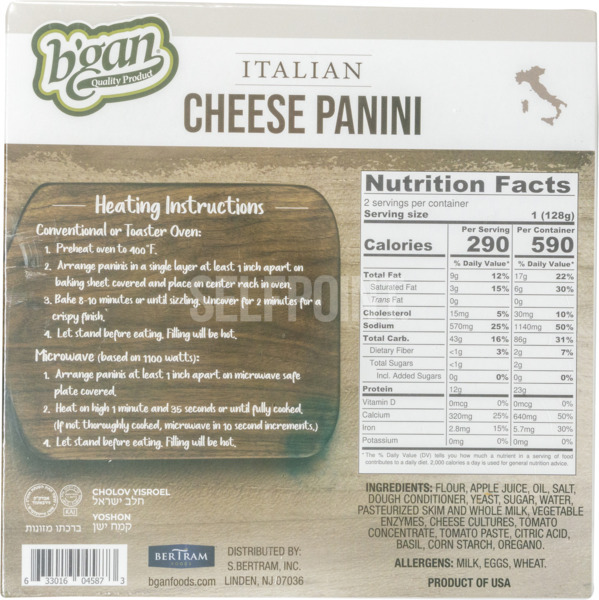 b'gan
Quality Product
ITALIAN
CHEESE PANINI
Heating Instructions
Conventional or Toaster Oven:
1. Preheat oven to 400°F.
2. Arrange paninis in a single layer at least 1 inch apart on
baking sheet covered and place on center rack in oven.
3. Bake 8-10 minutes or until sizzling. Uncover for 2 minutes for a
crispy finish.
4. Let stand before eating. Filling will be hot.
Microwave (based on 1100 watts):
1. Arrange paninis at least 1 inch apart on microwave safe
plate covered.
2. Heat on high 1 minute and 35 seconds or until fully cooked.
(If not thoroughly cooked, microwave in 10 second increments.)
4. Let stand before eating. Filling will be hot.
Nutrition Facts
2 servings per container
Serving size 1 (128g)
Per Serving Per Container
Calories 290 590
% Daily Value* % Daily Value*
Total Fat 9g 12% 17g 22%
Saturated Fat 3g 15% 6g 30%
Trans Fat 0g 0g
Cholesterol 15mg 5% 30mg 10%
Sodium 570mg 25% 1140mg 50%
Total Carb. 43g 16% 86g 31%
Dietary Fiber <1g 3% 2g 7%
Total Sugars <1g 2g
Incl. Added Sugars 0g 0% 0g 0%
Protein 12g 23g
Vitamin D 0mcg 0% 0mcg 0%
Calcium 320mg 25% 640mg 50%
Iron 2.8mg 15% 5.7mg 30%
Potassium 0mg 0% 0mg 0%
*The % Daily Value (DV) tells you how much a nutrient in a serving of food
contributes to a daily diet. 2,000 calories a day is used for general nutrition advice.
INGREDIENTS: FLOUR, APPLE JUICE, OIL, SALT,
DOUGH CONDITIONER, YEAST, SUGAR, WATER,
PASTEURIZED SKIM AND WHOLE MILK, VEGETABLE
ENZYMES, CHEESE CULTURES, TOMATO
CONCENTRATE, TOMATO PASTE, CITRIC ACID,
BASIL, CORN STARCH, OREGANO.
ALLERGENS: MILK, EGGS, WHEAT.
PRODUCT OF USA
CHOLOV YISROEL
חלב ישראל
YOSHON
קמח ישן
ברכתו מזונות
6 33016 04587 3
BERTRAM
FOODS
bganfoods.com
DISTRIBUTED BY:
S.BERTRAM, INC.
LINDEN, NJ 07036